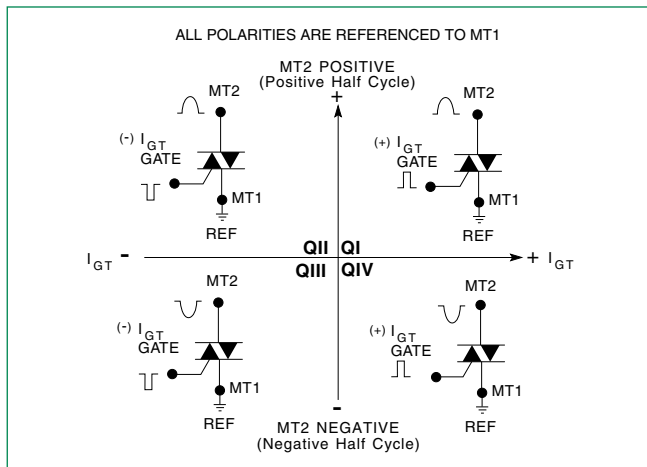 ALL POLARITIES ARE REFERENCED TO MT1
MT2 POSITIVE
(Positive Half Cycle)
+
MT2
(-) IGT
GATE
MT1
REF
MT2
(+) IGT
GATE
MT1
REF
IGT -
QII QI
QIII QIV
+ IGT
MT2
(-) IGT
GATE
MT1
REF
MT2
(+) IGT
GATE
MT1
REF
-
MT2 NEGATIVE
(Negative Half Cycle)